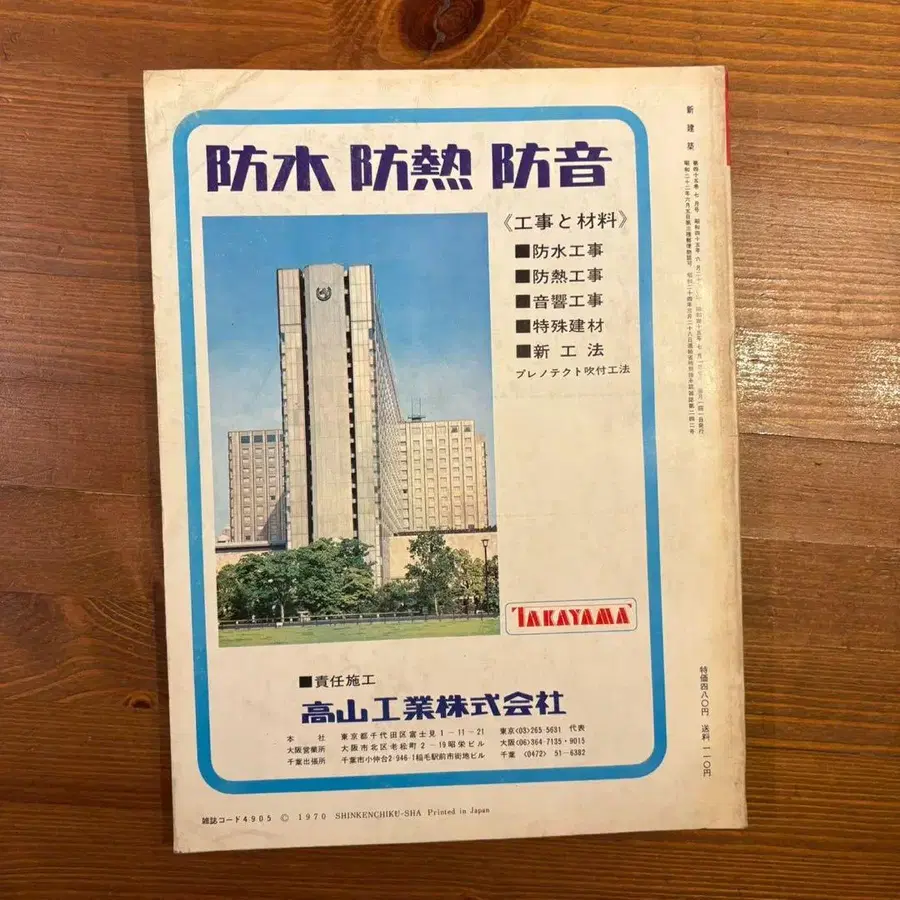 防水 防熱 防音
《工事と材料》
■防水工事
■防熱工事
■音響工事
■特殊建材
■新工法
プレノテクト吹付工法
TAKAYAMA
■責任施工
高山工業株式会社
本社 東京都千代田区富士見1-11-21 東京<03>265-5631 代表
大阪営業所 大阪市北区老松町2-19昭栄ビル 大阪(06)364-7135・9015
千葉出張所 千葉市小仲台2-946-1稲毛駅前市街地ビル 千葉<0472> 51-6382
雑誌コード4905 © 1970 SHINKENCHIKU-SHA Printed in Japan
新建築
第四十五巻 七月号
特価四八〇円 送料一一〇円